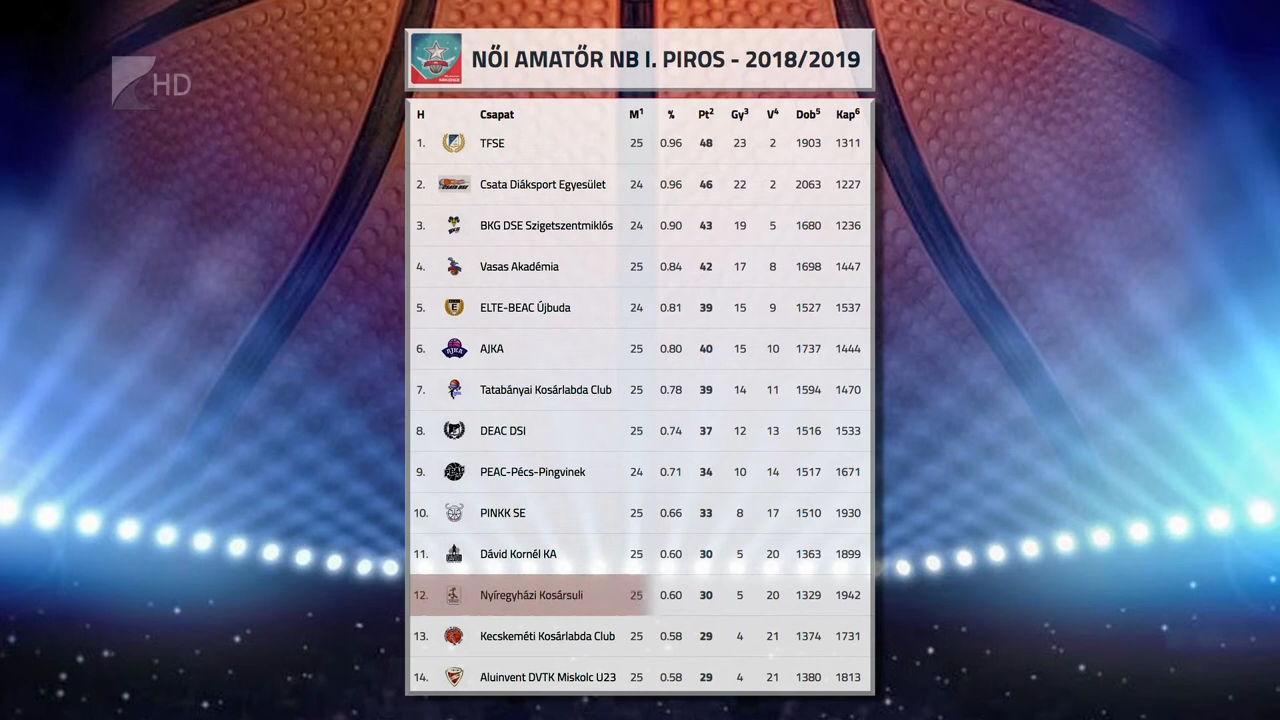 HD
NŐI AMATŐR NB I. PIROS - 2018/2019
H Csapat M¹ % Pt² Gy³ V⁴ Dob⁵ Kap⁶
1. TFSE 25 0.96 48 23 2 1903 1311
2. Csata Diáksport Egyesület 24 0.96 46 22 2 2063 1227
3. BKG DSE Szigetszentmiklós 24 0.90 43 19 5 1680 1236
4. Vasas Akadémia 25 0.84 42 17 8 1698 1447
5. ELTE-BEAC Újbuda 24 0.81 39 15 9 1527 1537
6. AJKA 25 0.80 40 15 10 1737 1444
7. Tatabányai Kosárlabda Club 25 0.78 39 14 11 1594 1470
8. DEAC DSI 25 0.74 37 12 13 1516 1533
9. PEAC-Pécs-Pingvinek 24 0.71 34 10 14 1517 1671
10. PINKK SE 25 0.66 33 8 17 1510 1930
11. Dávid Kornél KA 25 0.60 30 5 20 1363 1899
12. Nyíregyházi Kosársuli 25 0.60 30 5 20 1329 1942
13. Kecskeméti Kosárlabda Club 25 0.58 29 4 21 1374 1731
14. Aluinvent DVTK Miskolc U23 25 0.58 29 4 21 1380 1813